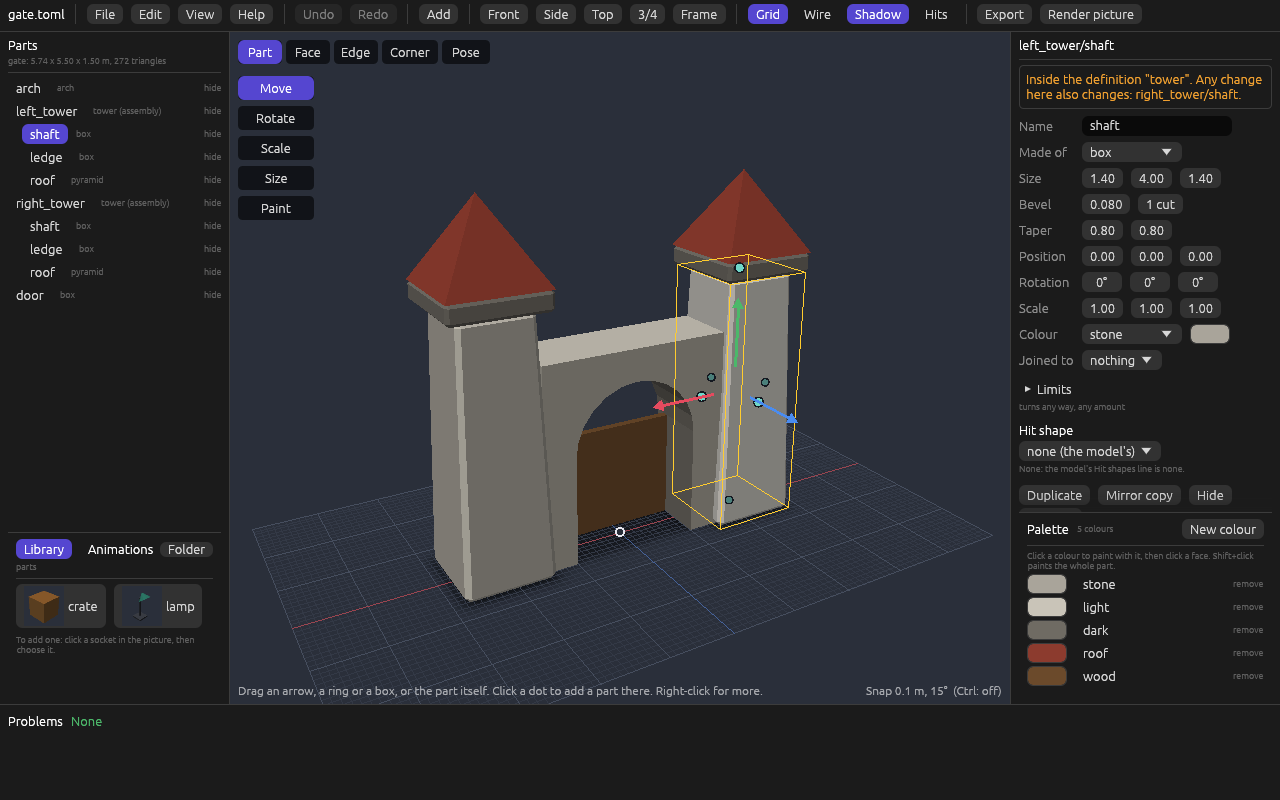 gate.toml File Edit View Help Undo Redo Add Front Side Top 3/4 Frame Grid Wire Shadow Hits Export Render picture
Parts
gate: 5.74 x 5.50 x 1.50 m, 272 triangles
arch arch hide
left_tower tower (assembly) hide
shaft box hide
ledge box hide
roof pyramid hide
right_tower tower (assembly) hide
shaft box hide
ledge box hide
roof pyramid hide
door box hide
Library Animations Folder
parts
crate lamp
To add one: click a socket in the picture, then
choose it.
Part Face Edge Corner Pose
Move
Rotate
Scale
Size
Paint
Drag an arrow, a ring or a box, or the part itself. Click a dot to add a part there. Right-click for more. Snap 0.1 m, 15° (Ctrl: off)
left_tower/shaft
Inside the definition "tower". Any change
here also changes: right_tower/shaft.
Name shaft
Made of box
Size 1.40 4.00 1.40
Bevel 0.080 1 cut
Taper 0.80 0.80
Position 0.00 0.00 0.00
Rotation 0° 0° 0°
Scale 1.00 1.00 1.00
Colour stone
Joined to nothing
Limits
turns any way, any amount
Hit shape
none (the model's)
None: the model's Hit shapes line is none.
Duplicate Mirror copy Hide
Palette 5 colours New colour
Click a colour to paint with it, then click a face. Shift+click
paints the whole part.
stone remove
light remove
dark remove
roof remove
wood remove
Problems None